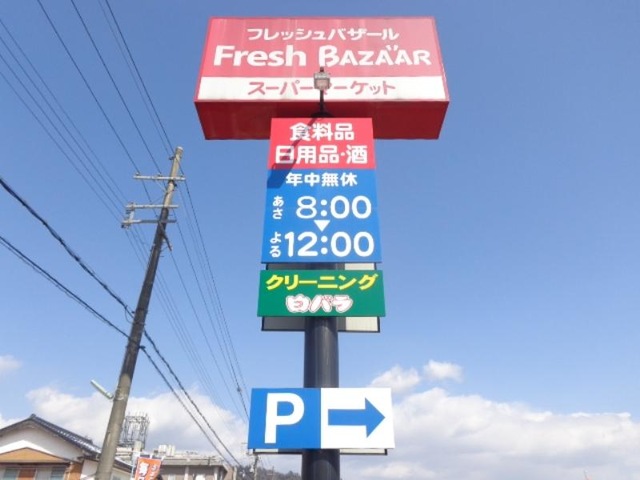 フレッシュバザール
Fresh BAZAAR
スーパーマーケット
食料品
日用品・酒
年中無休
あさ 8:00
よる 12:00
クリーニング
白バラ
P